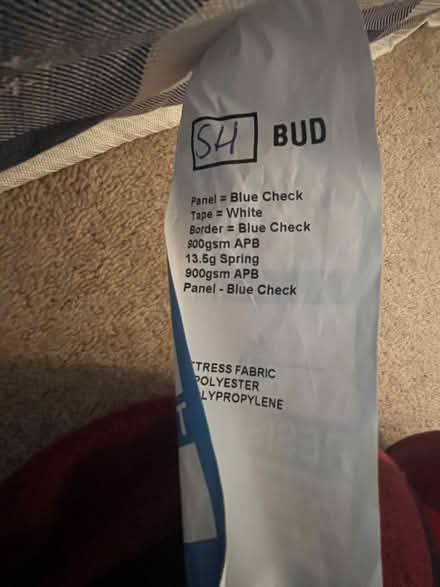 SH BUD
Panel = Blue Check
Tape = White
Border = Blue Check
900gsm APB
13.5g Spring
900gsm APB
Panel - Blue Check
TRESS FABRIC
POLYESTER
LYPROPYLENE